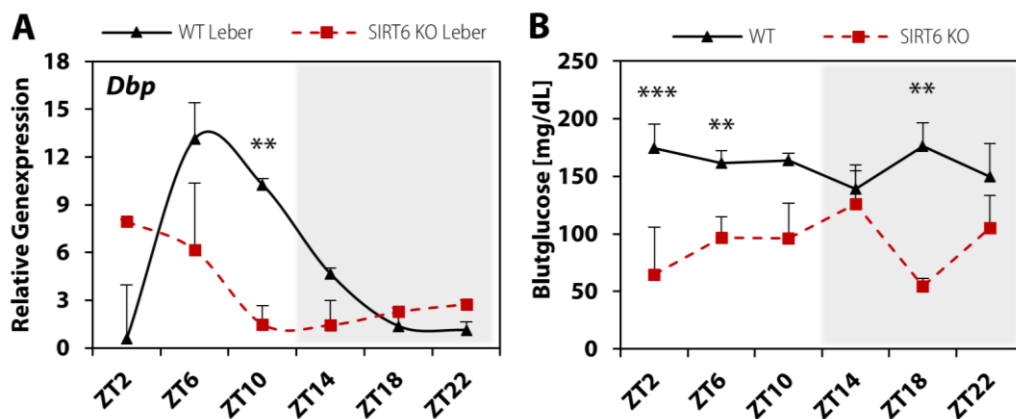 A
WT Leber
SIRT6 KO Leber
Dbp
Relative Genexpression
18
15
12
9
6
3
0
**
ZT2
ZT6
ZT10
ZT14
ZT18
ZT22
B
WT
SIRT6 KO
Blutglucose [mg/dL]
250
200
150
100
50
0
***
**
**
ZT2
ZT6
ZT10
ZT14
ZT18
ZT22